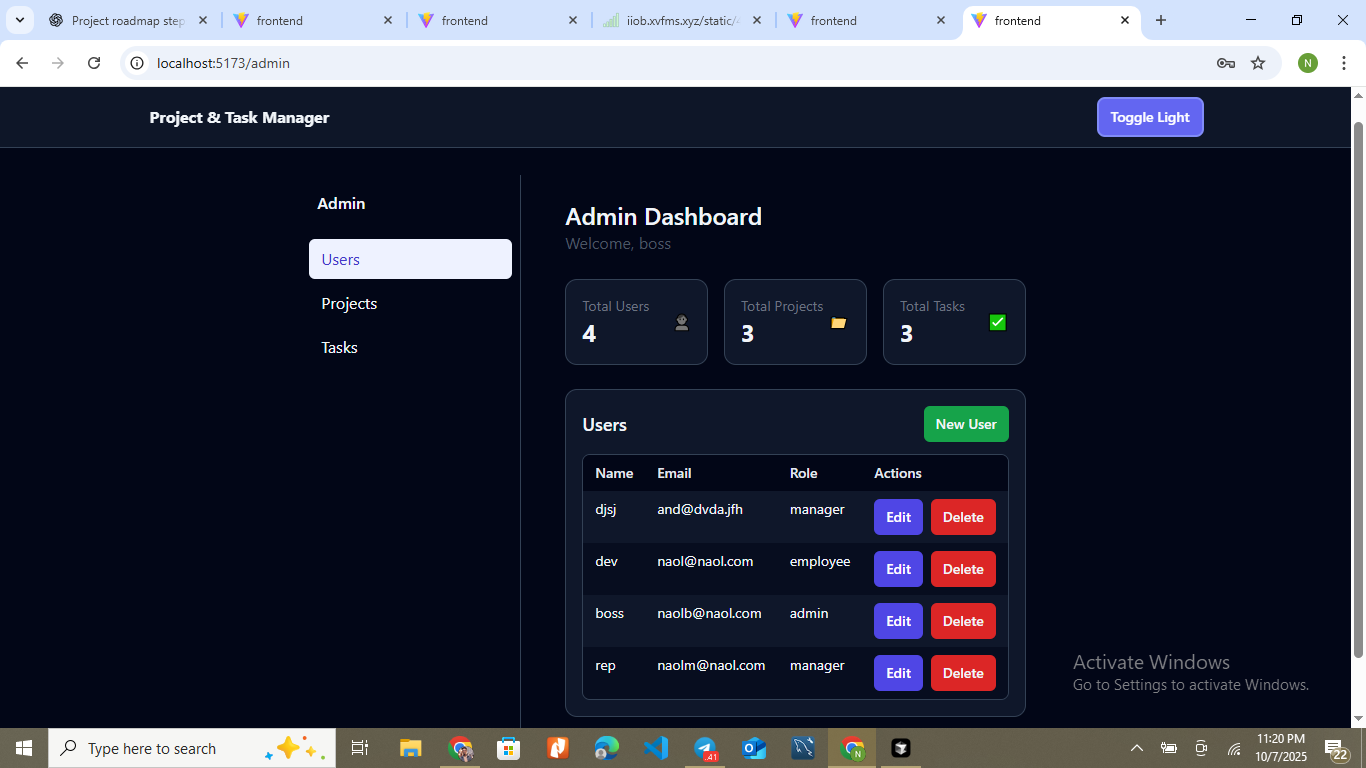 Project roadmap step
frontend
frontend
iiob.xvfms.xyz/static/
frontend
frontend
localhost:5173/admin
N
Project & Task Manager
Toggle Light
Admin
Users
Projects
Tasks
Admin Dashboard
Welcome, boss
Total Users
4
Total Projects
3
Total Tasks
3
Users
New User
Name Email Role Actions
djsj and@dvda.jfh manager Edit Delete
dev naol@naol.com employee Edit Delete
boss naolb@naol.com admin Edit Delete
rep naolm@naol.com manager Edit Delete
Activate Windows
Go to Settings to activate Windows.
Type here to search
.41
N
11:20 PM
10/7/2025
22